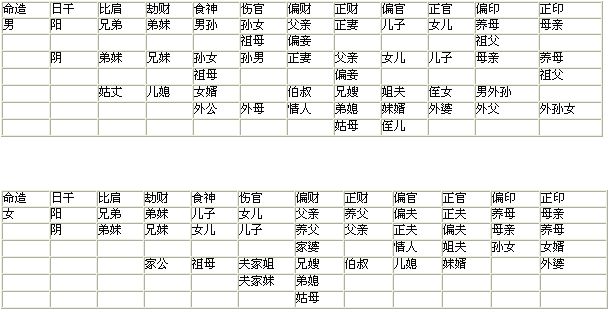 命造 日干 比肩 劫财 食神 伤官 偏财 正财 偏官 正官 偏印 正印
男 阳 兄弟 弟妹 男孙 孙女 父亲 正妻 儿子 女儿 养母 母亲
祖母 偏妾 祖父
阴 弟妹 兄妹 孙女 孙男 正妻 父亲 女儿 儿子 母亲 养母
祖母 偏妾 祖父
姑丈 儿媳 女婿 伯叔 兄嫂 姐夫 侄女 男外孙
外公 外母 情人 弟媳 妹婿 外婆 外父 外孙女
姑母 侄儿
命造 日干 比肩 劫财 食神 伤官 偏财 正财 偏官 正官 偏印 正印
女 阳 兄弟 弟妹 儿子 女儿 父亲 养父 偏夫 正夫 养母 母亲
阴 弟妹 兄妹 女儿 儿子 养父 父亲 正夫 偏夫 母亲 养母
家婆 情人 姐夫 孙女 女婿
家公 祖母 夫家姐 兄嫂 伯叔 儿媳 妹婿 外婆
夫家妹 弟媳
姑母